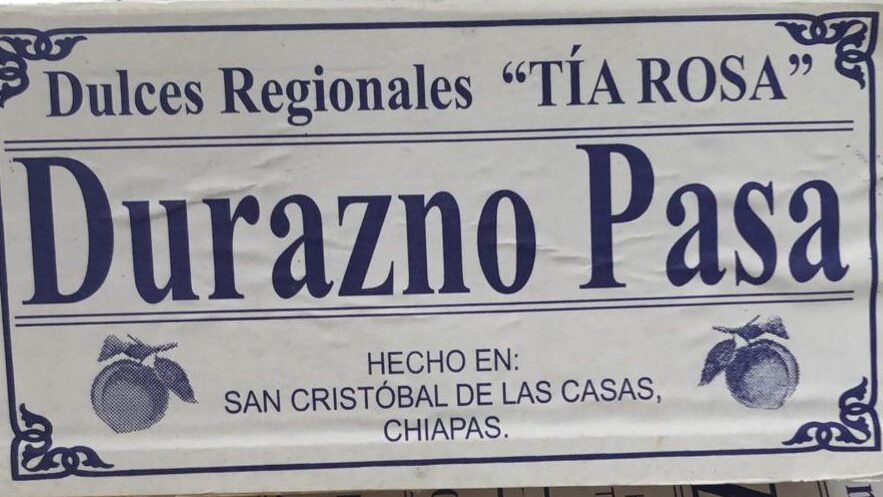 Dulces Regionales “TÍA ROSA”
Durazno Pasa
HECHO EN:
SAN CRISTÓBAL DE LAS CASAS,
CHIAPAS.